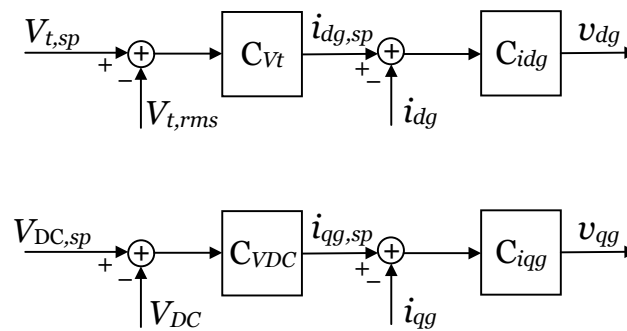 V_{t,sp} C_{Vt} i_{dg,sp} C_{idg} v_{dg}
+ + +
− −
V_{t,rms} i_{dg}
V_{DC,sp} C_{VDC} i_{qg,sp} C_{iqg} v_{qg}
+ + +
− −
V_{DC} i_{qg}